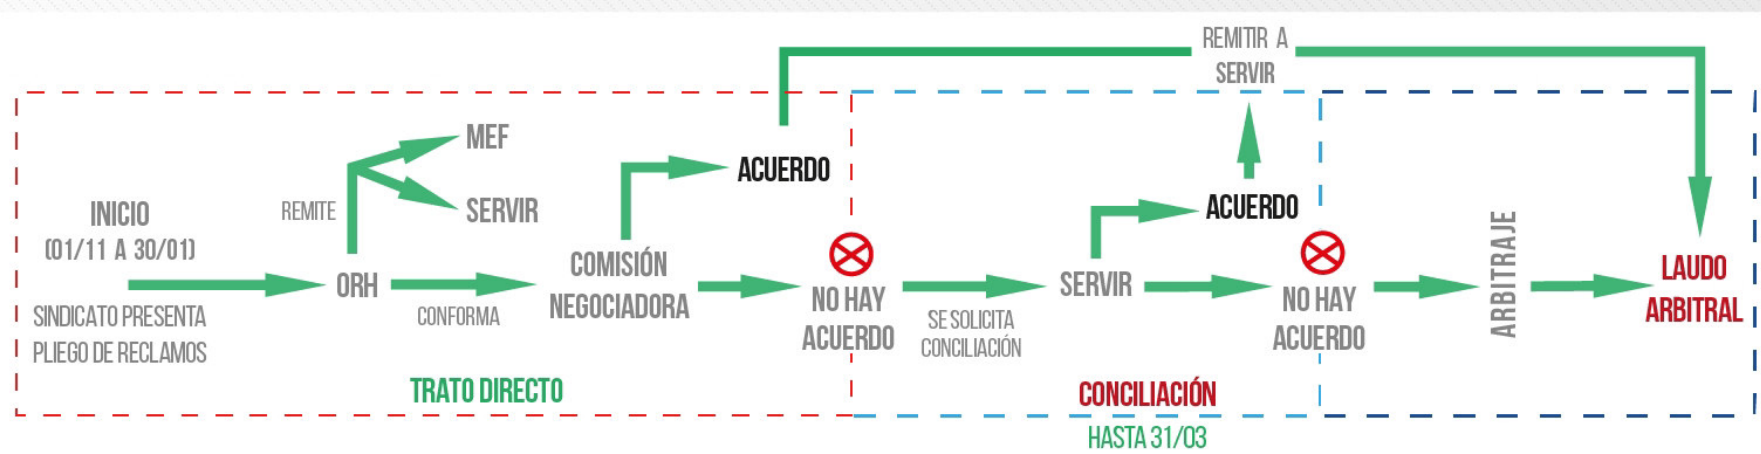 INICIO
(01/11 A 30/01)
SINDICATO PRESENTA
PLIEGO DE RECLAMOS
REMITE
MEF
SERVIR
ORH
CONFORMA
COMISIÓN
NEGOCIADORA
ACUERDO
NO HAY
ACUERDO
TRATO DIRECTO
SE SOLICITA
CONCILIACIÓN
SERVIR
ACUERDO
REMITIR A
SERVIR
NO HAY
ACUERDO
CONCILIACIÓN
HASTA 31/03
ARBITRAJE
LAUDO
ARBITRAL